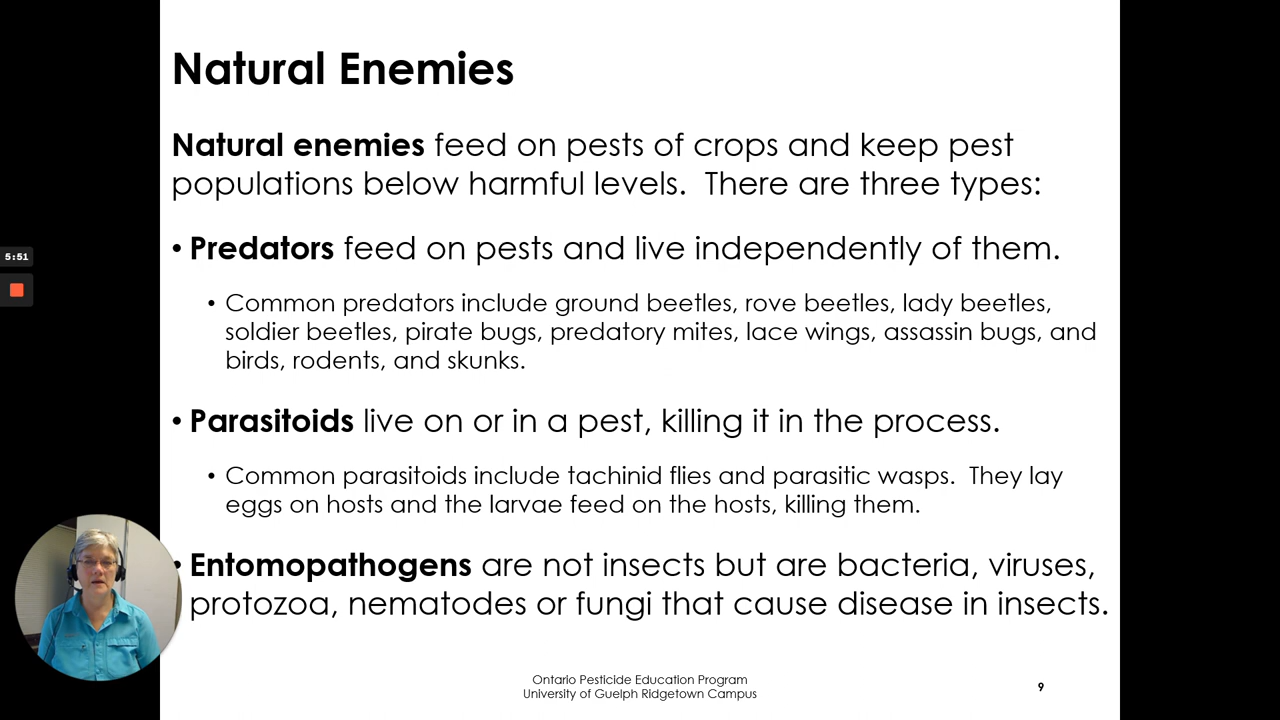 Natural Enemies
Natural enemies feed on pests of crops and keep pest
populations below harmful levels.  There are three types:
• Predators feed on pests and live independently of them.
• Common predators include ground beetles, rove beetles, lady beetles,
soldier beetles, pirate bugs, predatory mites, lace wings, assassin bugs, and
birds, rodents, and skunks.
5:51
• Parasitoids live on or in a pest, killing it in the process.
• Common parasitoids include tachinid flies and parasitic wasps.  They lay
eggs on hosts and the larvae feed on the hosts, killing them.
• Entomopathogens are not insects but are bacteria, viruses,
protozoa, nematodes or fungi that cause disease in insects.
Ontario Pesticide Education Program
University of Guelph Ridgetown Campus
9